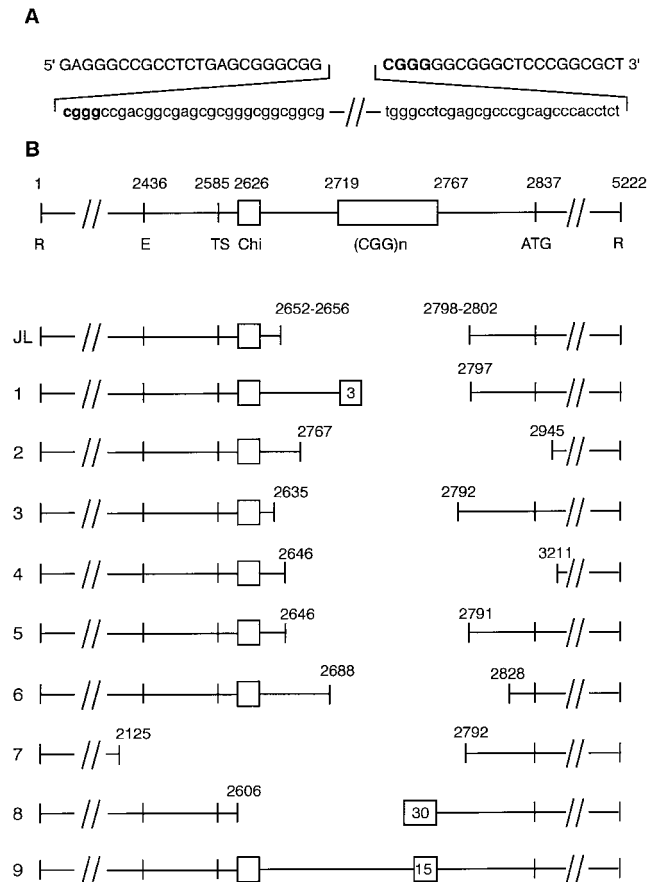 A
5' GAGGGCCGCCTCTGAGCGGGCGG CGGGGGCGGGCTCCCGGCGCT 3'
cgggccgacggcgagcgcgggcggcggcg // tgggcctcgagcgcccgcagcccacctct
B
1 2436 2585 2626 2719 2767 2837 5222
R E TS Chi (CGG)n ATG R
JL 2652-2656 2798-2802
1 3 2797
2 2767 2945
3 2635 2792
4 2646 3211
5 2646 2791
6 2688 2828
7 2125 2792
8 2606 30
9 15